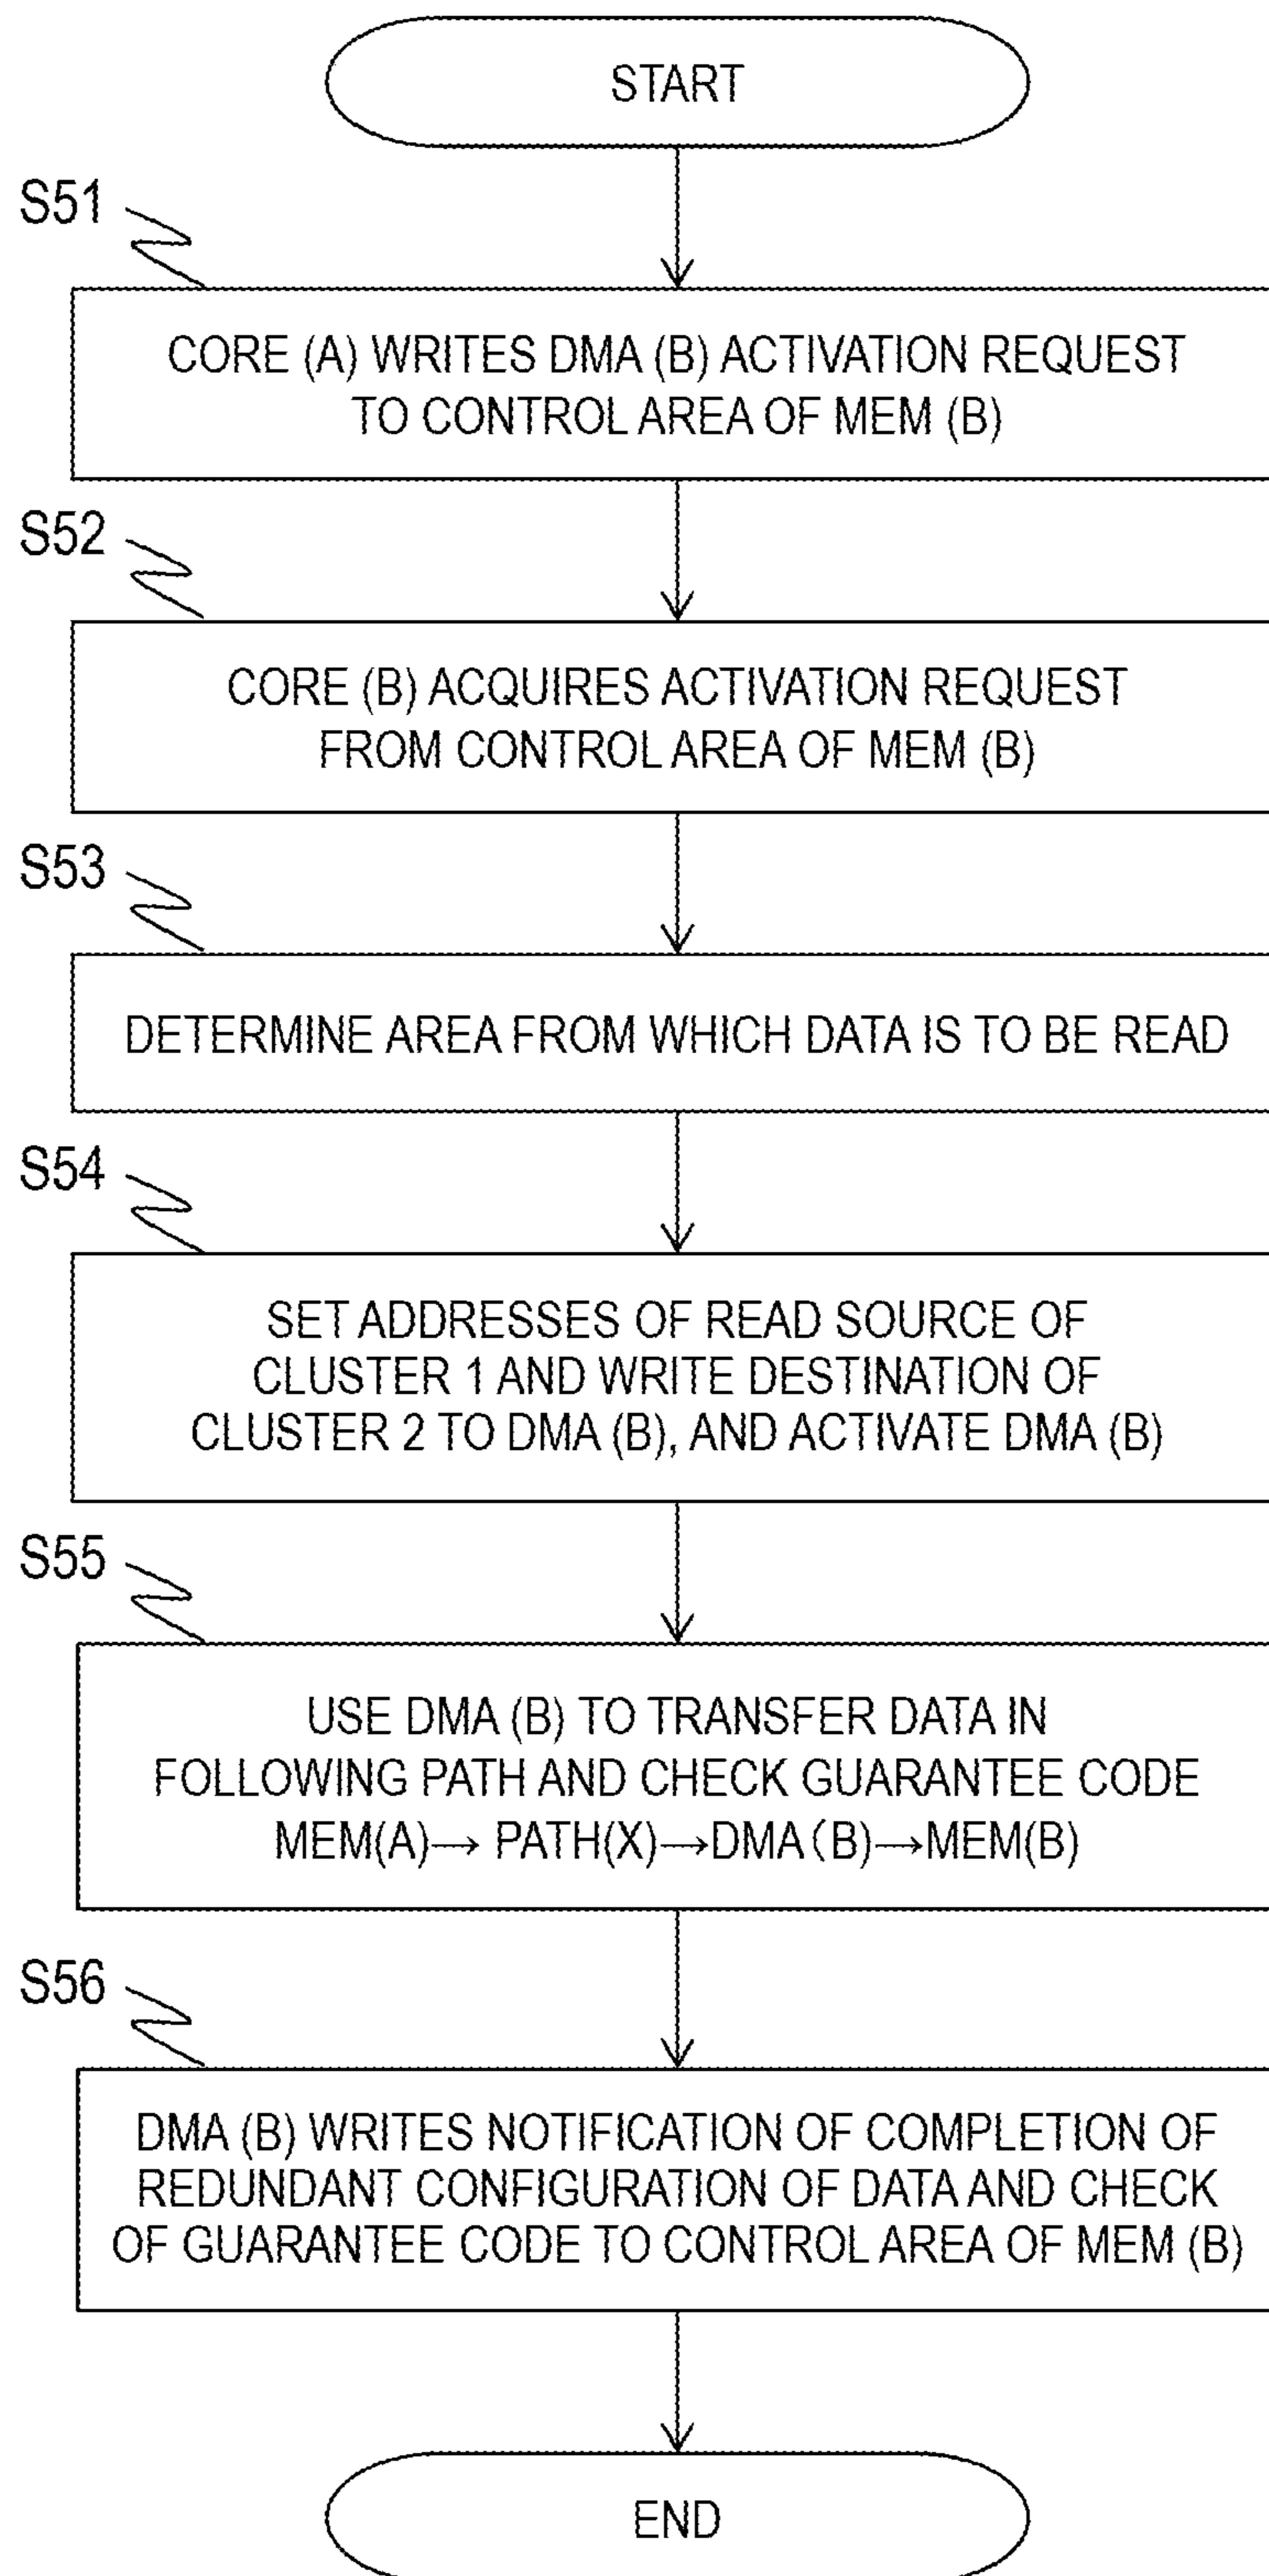 START
S51
CORE (A) WRITES DMA (B) ACTIVATION REQUEST
TO CONTROL AREA OF MEM (B)
S52
CORE (B) ACQUIRES ACTIVATION REQUEST
FROM CONTROL AREA OF MEM (B)
S53
DETERMINE AREA FROM WHICH DATA IS TO BE READ
S54
SET ADDRESSES OF READ SOURCE OF
CLUSTER 1 AND WRITE DESTINATION OF
CLUSTER 2 TO DMA (B), AND ACTIVATE DMA (B)
S55
USE DMA (B) TO TRANSFER DATA IN
FOLLOWING PATH AND CHECK GUARANTEE CODE
MEM(A)→ PATH(X)→DMA(B)→MEM(B)
S56
DMA (B) WRITES NOTIFICATION OF COMPLETION OF
REDUNDANT CONFIGURATION OF DATA AND CHECK
OF GUARANTEE CODE TO CONTROL AREA OF MEM (B)
END